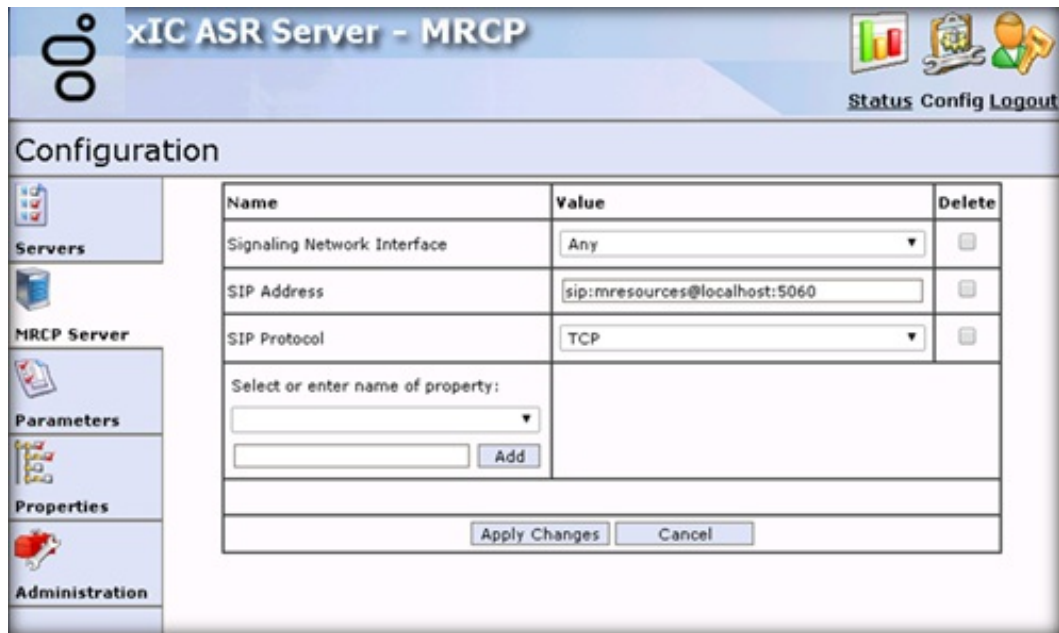 xIC ASR Server - MRCP
Status Config Logout
Configuration
Servers
MRCP Server
Parameters
Properties
Administration
Name Value Delete
Signaling Network Interface Any
SIP Address sip:mresources@localhost:5060
SIP Protocol TCP
Select or enter name of property:
Add
Apply Changes Cancel